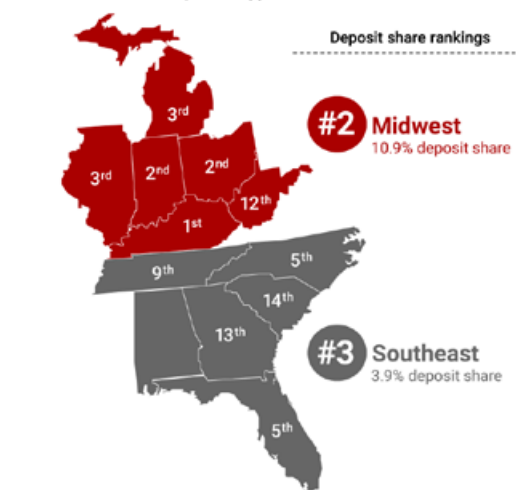 Deposit share rankings
3rd
#2 Midwest
10.9% deposit share
3rd
2nd
2nd
12th
1st
9th
5th
14th
13th
#3 Southeast
3.9% deposit share
5th